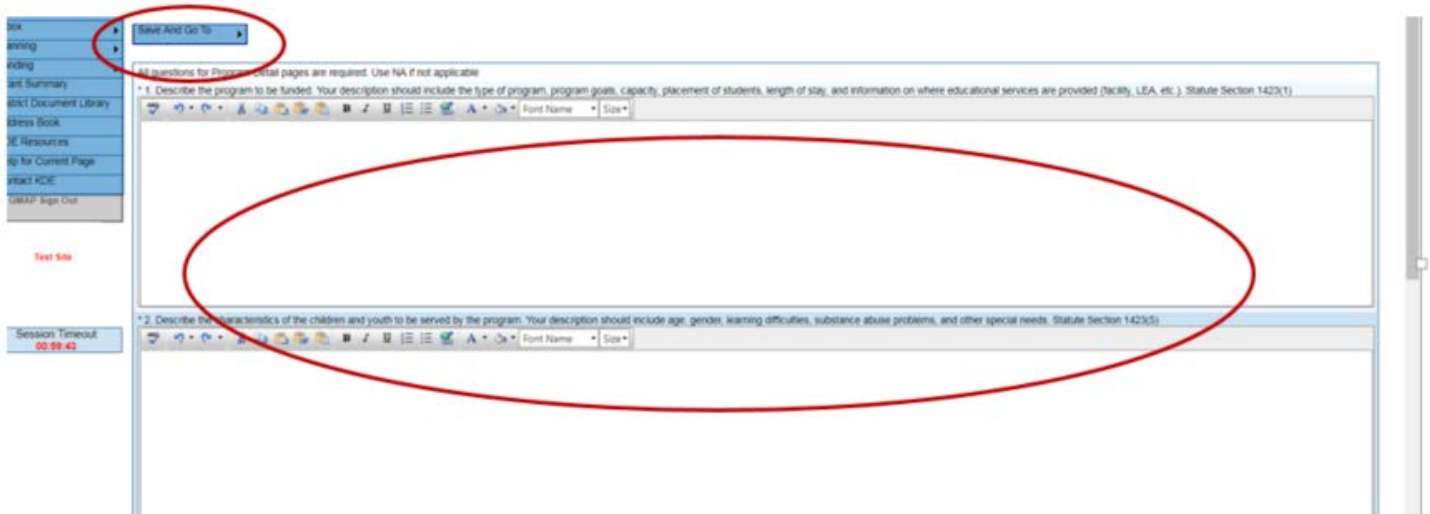 box
anning
nding
ant Summary
strict Document Library
ddress Book
DE Resources
elp for Current Page
ontact KDE
GMAP Sign Out
Test Site
Session Timeout
00:59:42
Save And Go To
All questions for Program Detail pages are required. Use NA if not applicable
* 1. Describe the program to be funded. Your description should include the type of program, program goals, capacity, placement of students, length of stay, and information on where educational services are provided (facility, LEA, etc.). Statute Section 1423(1)
B I U A Font Name Size
* 2. Describe the characteristics of the children and youth to be served by the program. Your description should include age, gender, learning difficulties, substance abuse problems, and other special needs. Statute Section 1423(5)
B I U A Font Name Size